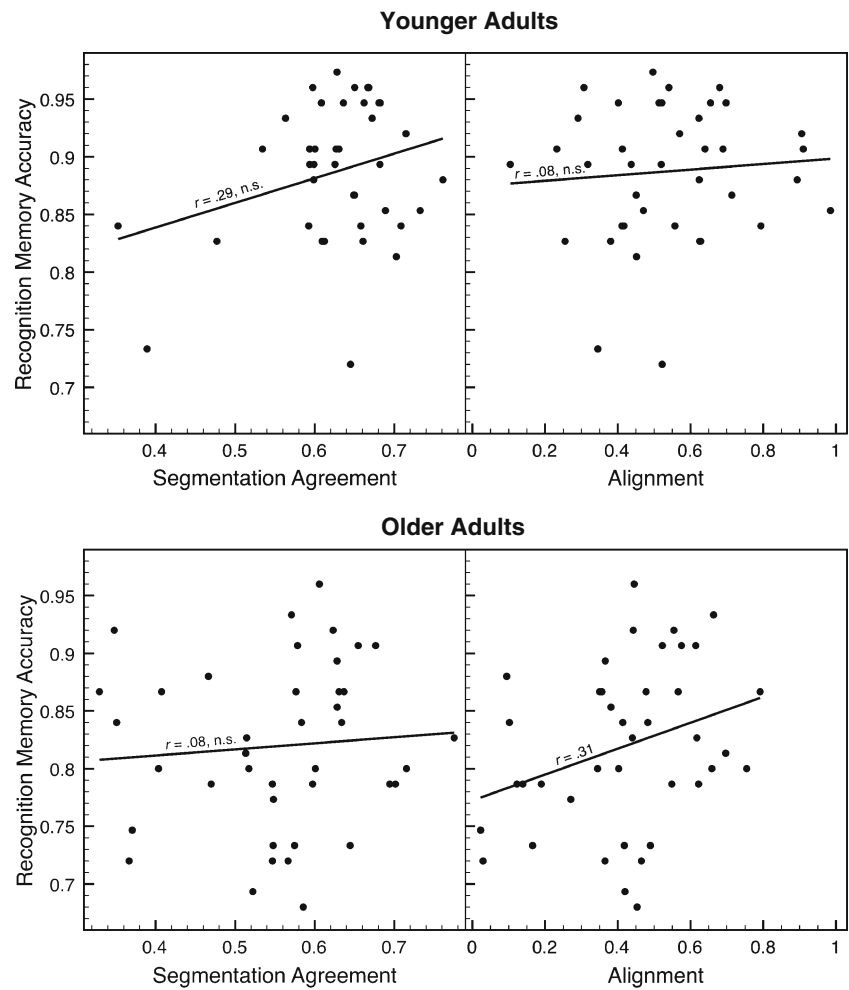 Younger Adults
Recognition Memory Accuracy
0.95
0.9
0.85
0.8
0.75
0.7
r = .29, n.s.
r = .08, n.s.
0.4 0.5 0.6 0.7
0 0.2 0.4 0.6 0.8 1
Segmentation Agreement
Alignment
Older Adults
Recognition Memory Accuracy
0.95
0.9
0.85
0.8
0.75
0.7
r = .08, n.s.
r = .31
0.4 0.5 0.6 0.7
0 0.2 0.4 0.6 0.8 1
Segmentation Agreement
Alignment